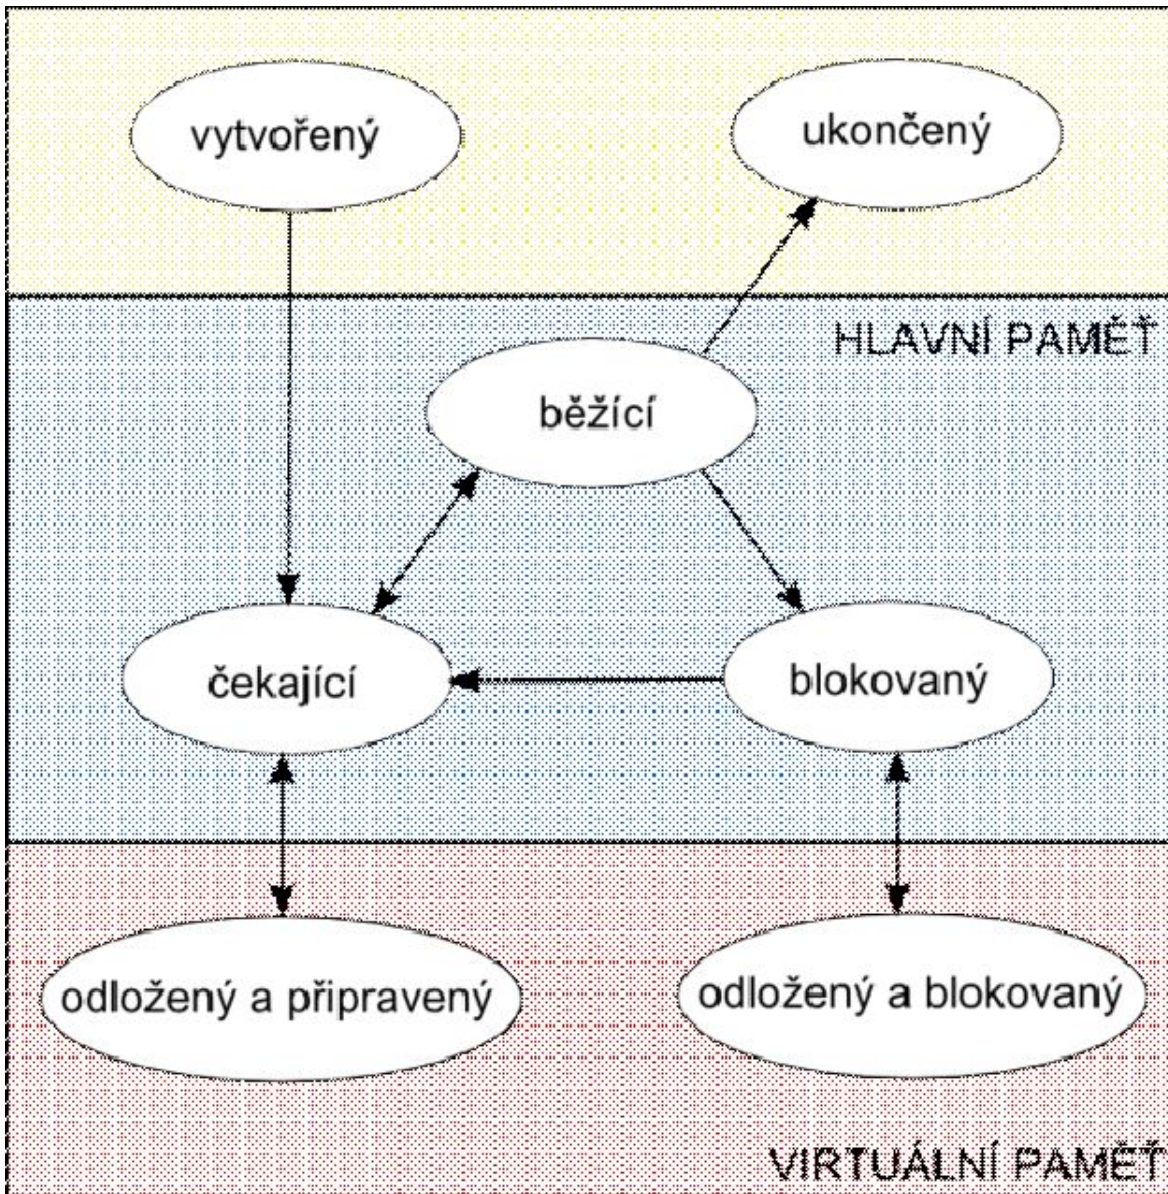 vytvořený
ukončený
HLAVNÍ PAMĚŤ
běžící
čekající
blokovaný
odložený a připravený
odložený a blokovaný
VIRTUÁLNÍ PAMĚŤ